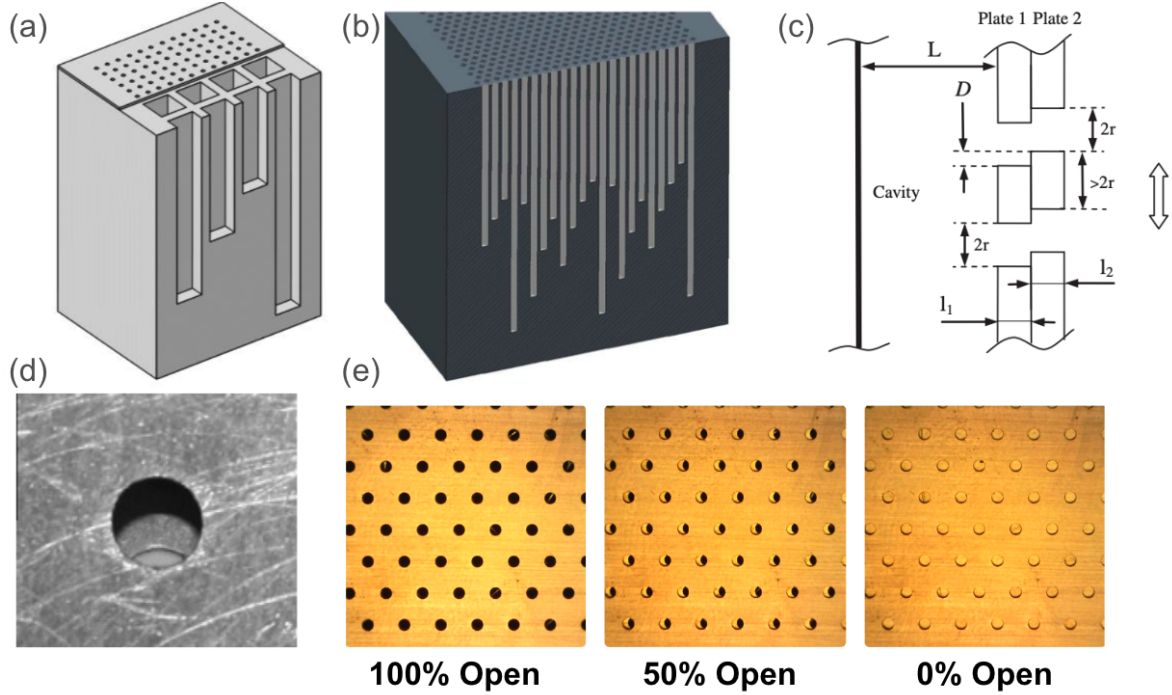 (a)
(b)
(c)
Plate 1 Plate 2
L
D
2r
>2r
Cavity
2r
l₂
l₁
(d)
(e)
100% Open
50% Open
0% Open